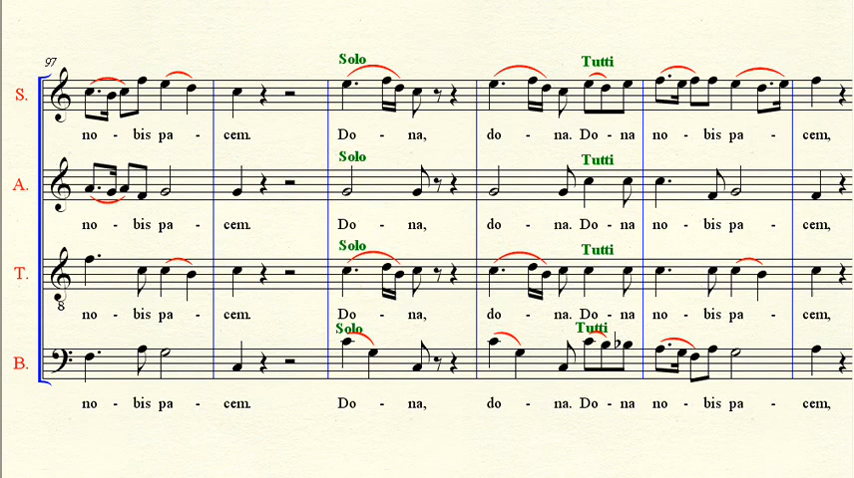 97
Solo
Tutti
S.
no - bis pa - cem. Do - na, do - na. Do - na no - bis pa - cem,
Solo
Tutti
A.
no - bis pa - cem. Do - na, do - na. Do - na no - bis pa - cem,
Solo
Tutti
T.
8
no - bis pa - cem. Do - na, do - na. Do - na no - bis pa - cem,
Solo
Tutti
B.
no - bis pa - cem. Do - na, do - na. Do - na no - bis pa - cem,